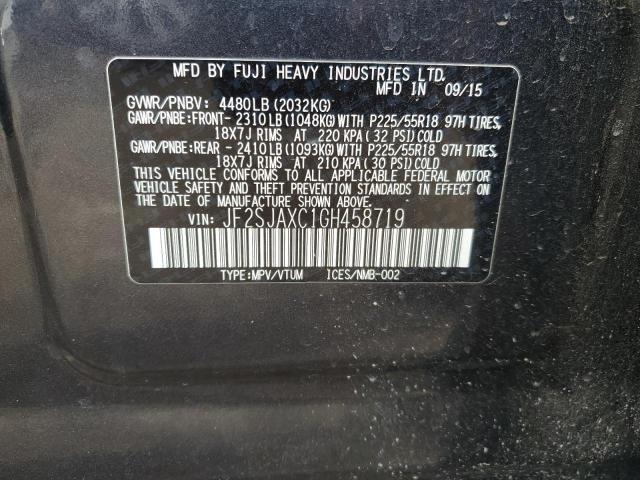 MFD BY FUJI HEAVY INDUSTRIES LTD.
MFD IN 09/15
GVWR/PNBV: 4480LB (2032KG)
GAWR/PNBE:FRONT- 2310LB (1048KG) WITH P225/55R18 97H TIRES,
18X7J RIMS AT 220 KPA (32 PSI) COLD
GAWR/PNBE:REAR - 2410LB (1093KG) WITH P225/55R18 97H TIRES,
18X7J RIMS AT 210 KPA (30 PSI) COLD
THIS VEHICLE CONFORMS TO ALL APPLICABLE FEDERAL MOTOR
VEHICLE SAFETY AND THEFT PREVENTION STANDARDS IN EFFECT ON
THE DATE OF MANUFACTURE SHOWN ABOVE.
VIN: JF2SJAXC1GH458719
TYPE:MPV/VTUM ICES/NMB-002